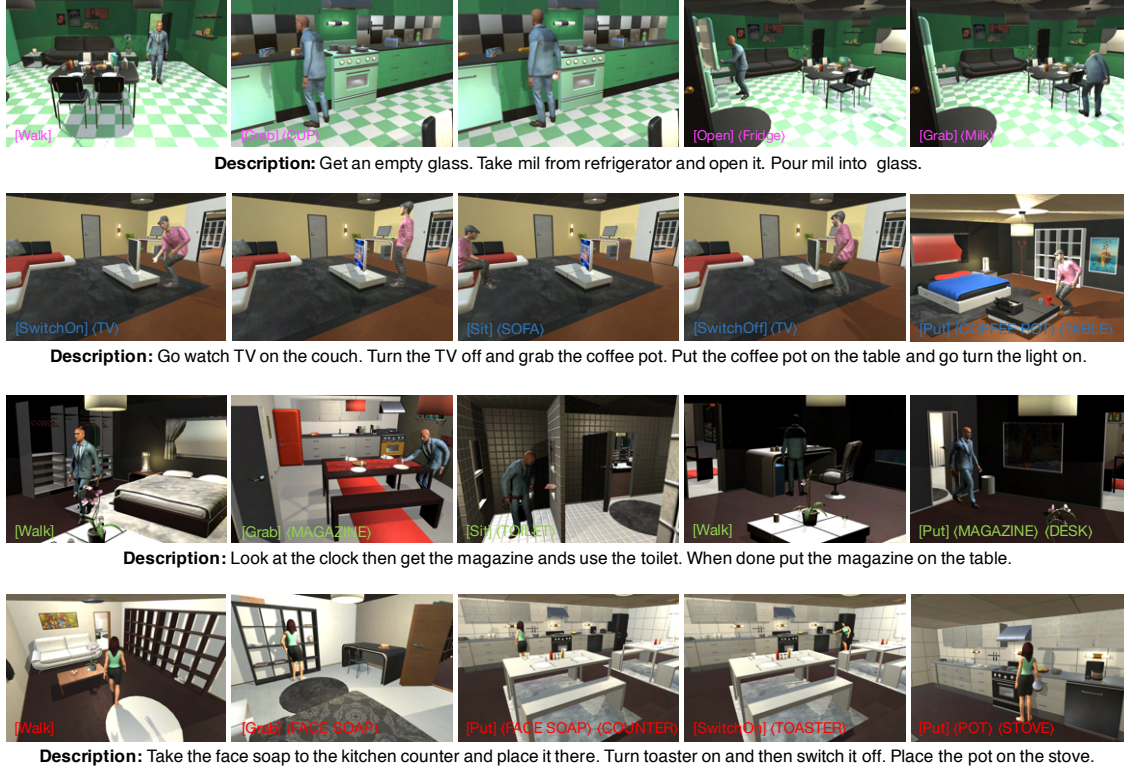 [Walk]
[Grab] ⟨CUP⟩
[Open] ⟨Fridge⟩
[Grab] ⟨Milk⟩
Description: Get an empty glass. Take mil from refrigerator and open it. Pour mil into glass.
[SwitchOn] ⟨TV⟩
[Sit] ⟨SOFA⟩
[SwitchOff] ⟨TV⟩
[Put] ⟨COFFEE POT⟩ ⟨TABLE⟩
Description: Go watch TV on the couch. Turn the TV off and grab the coffee pot. Put the coffee pot on the table and go turn the light on.
[Walk]
[Grab] ⟨MAGAZINE⟩
[Sit] ⟨TOILET⟩
[Walk]
[Put] ⟨MAGAZINE⟩ ⟨DESK⟩
Description: Look at the clock then get the magazine ands use the toilet. When done put the magazine on the table.
[Walk]
[Grab] ⟨FACE SOAP⟩
[Put] ⟨FACE SOAP⟩ ⟨COUNTER⟩
[SwitchOn] ⟨TOASTER⟩
[Put] ⟨POT⟩ ⟨STOVE⟩
Description: Take the face soap to the kitchen counter and place it there. Turn toaster on and then switch it off. Place the pot on the stove.